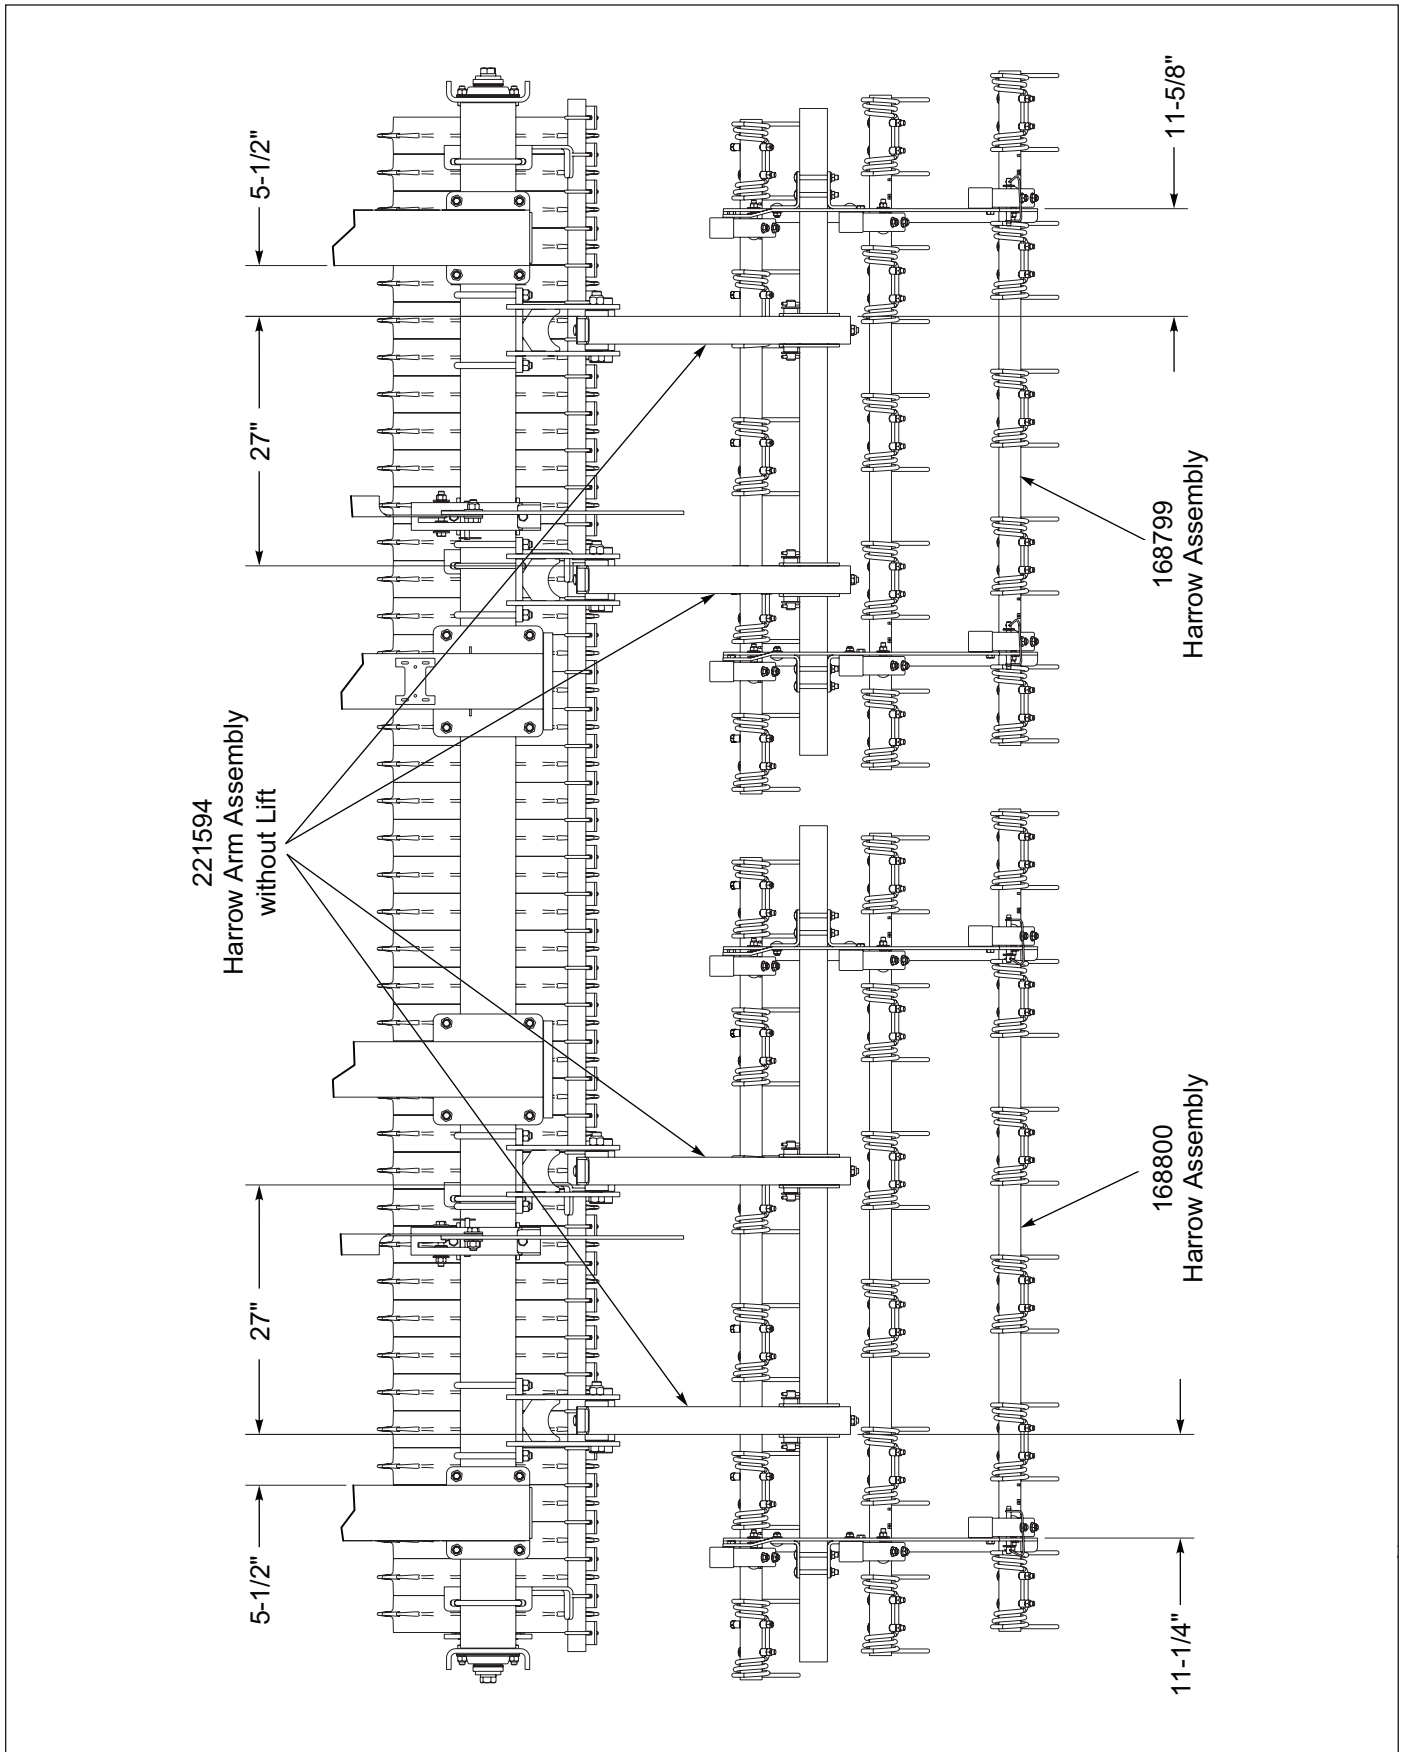 221594
Harrow Arm Assembly
without Lift
5-1/2"
27"
27"
5-1/2"
168800
Harrow Assembly
168799
Harrow Assembly
11-1/4"
11-5/8"